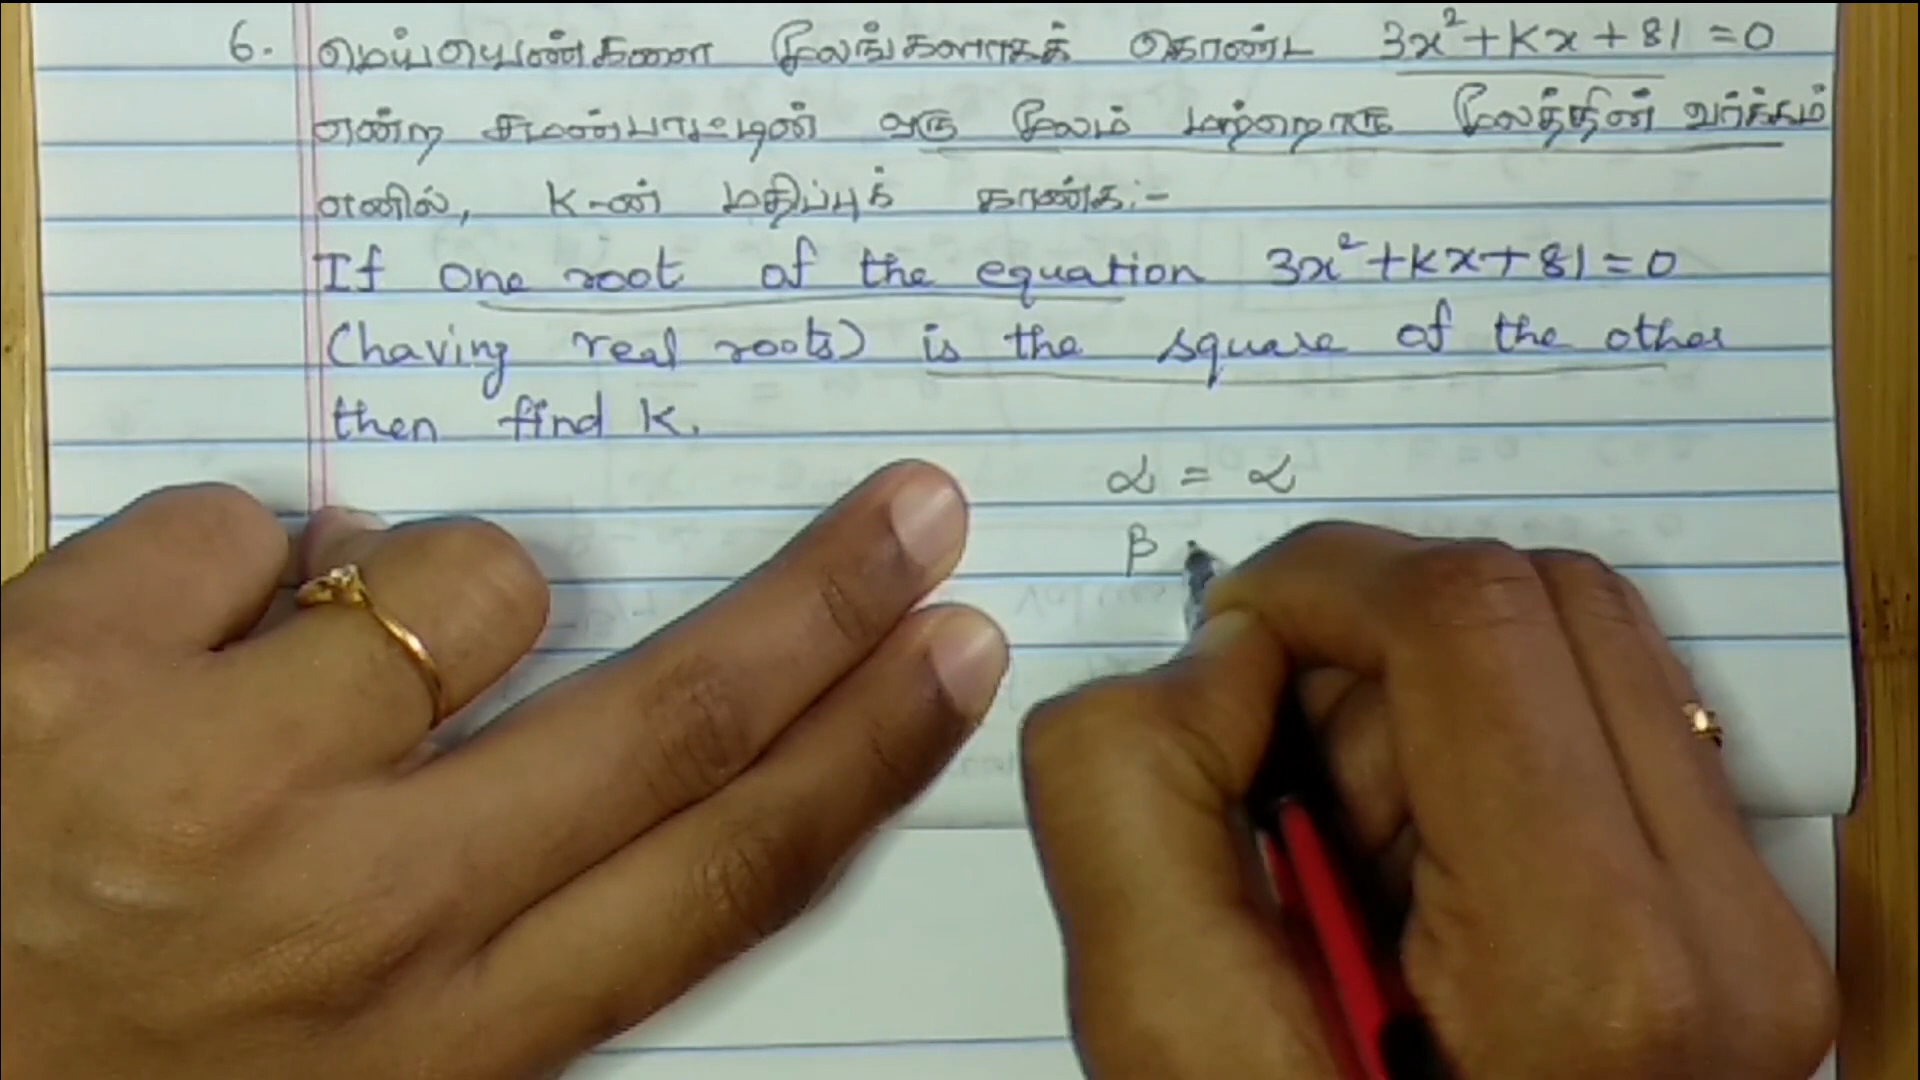 6. மெய்யெண்களை மூலங்களாகக் கொண்ட 3x²+kx+81=0
என்ற சமன்பாட்டின் ஒரு மூலம் மற்றொரு மூலத்தின் வர்க்கம்
எனில், K-ன் மதிப்புக் காண்க:-
If one root of the equation 3x²+kx+81=0
(having real roots) is the square of the other
then find k.
α = α
β